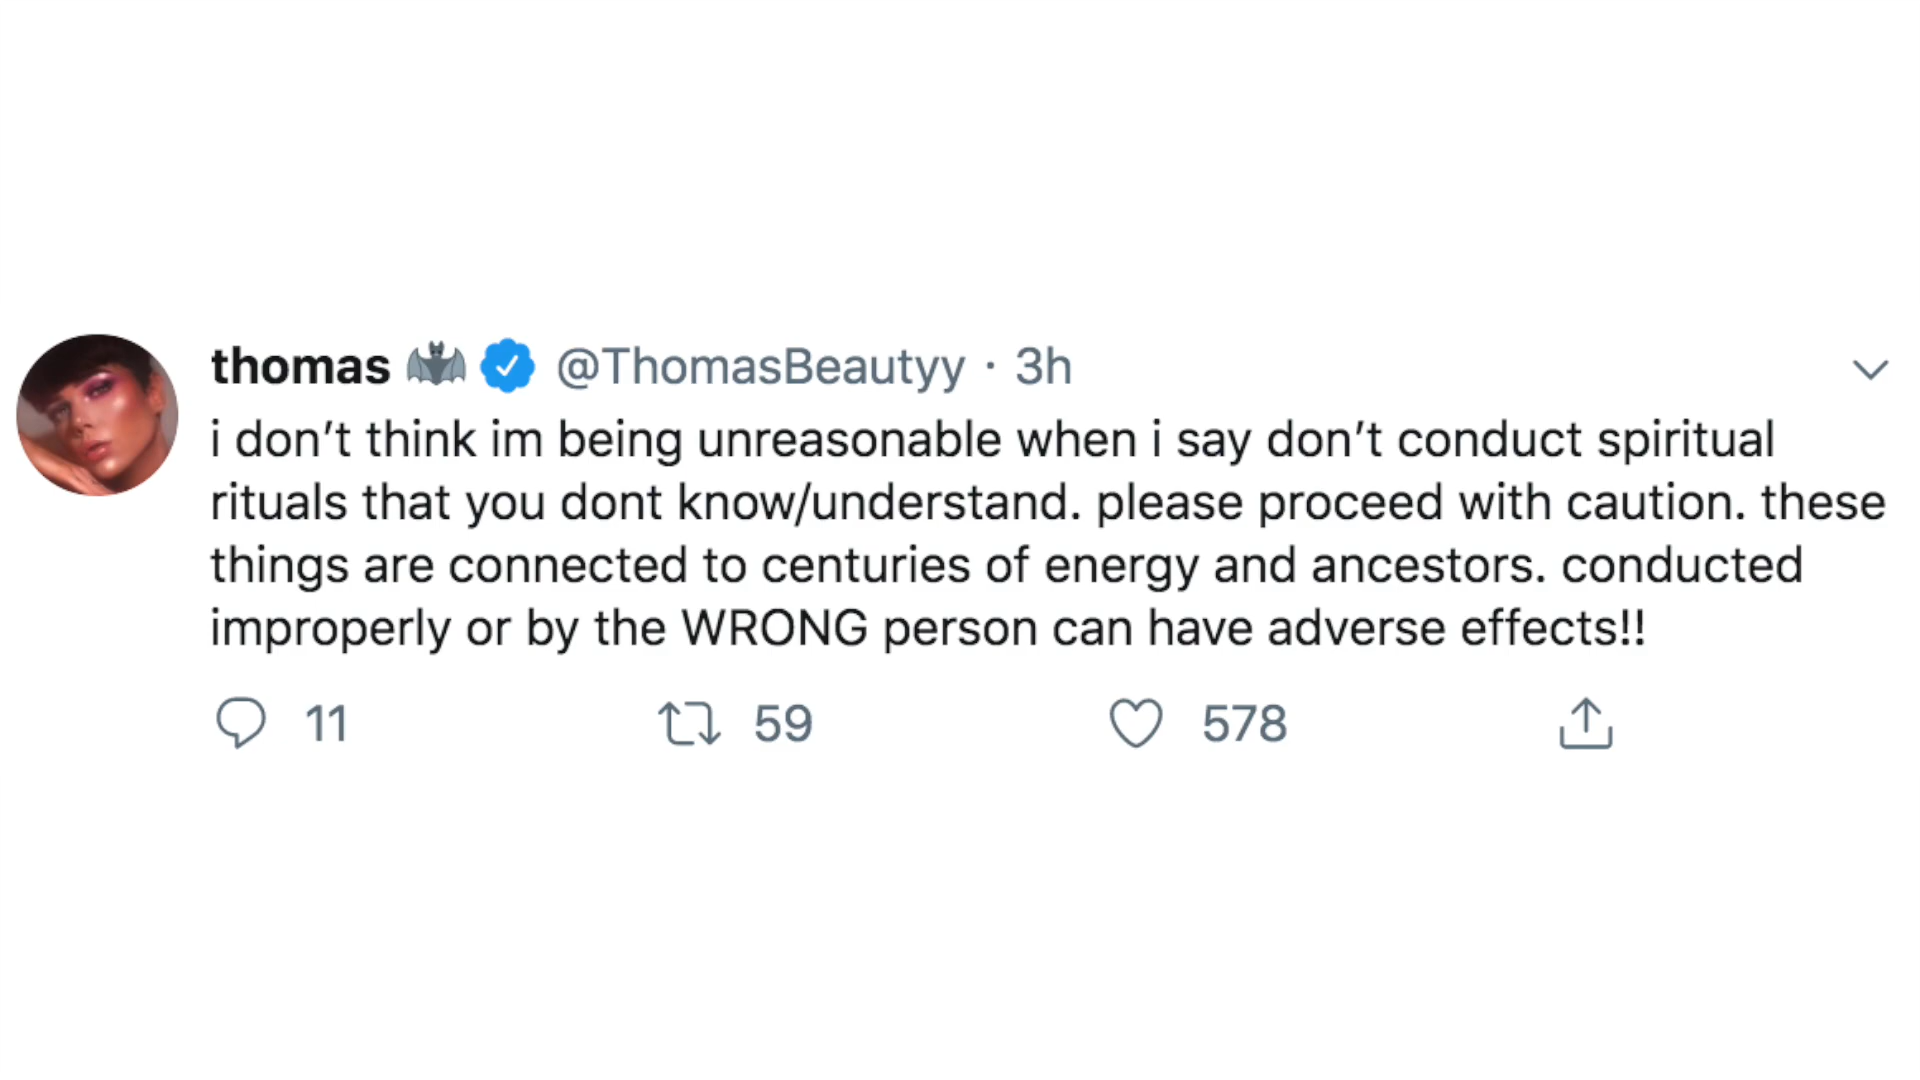 thomas 🦇 @ThomasBeautyy · 3h
i don’t think im being unreasonable when i say don’t conduct spiritual
rituals that you dont know/understand. please proceed with caution. these
things are connected to centuries of energy and ancestors. conducted
improperly or by the WRONG person can have adverse effects!!
11 59 578